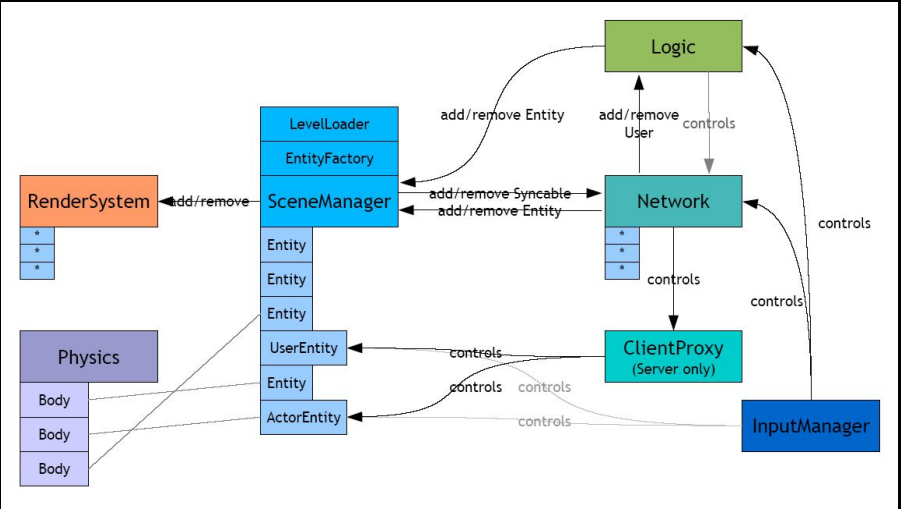 Logic
add/remove Entity
add/remove
User
controls
LevelLoader
EntityFactory
SceneManager
RenderSystem
add/remove
add/remove Syncable
add/remove Entity
Network
*
*
*
*
*
*
controls
controls
controls
Entity
Entity
Entity
UserEntity
Entity
ActorEntity
Physics
Body
Body
Body
controls
controls
controls
controls
ClientProxy
(Server only)
InputManager